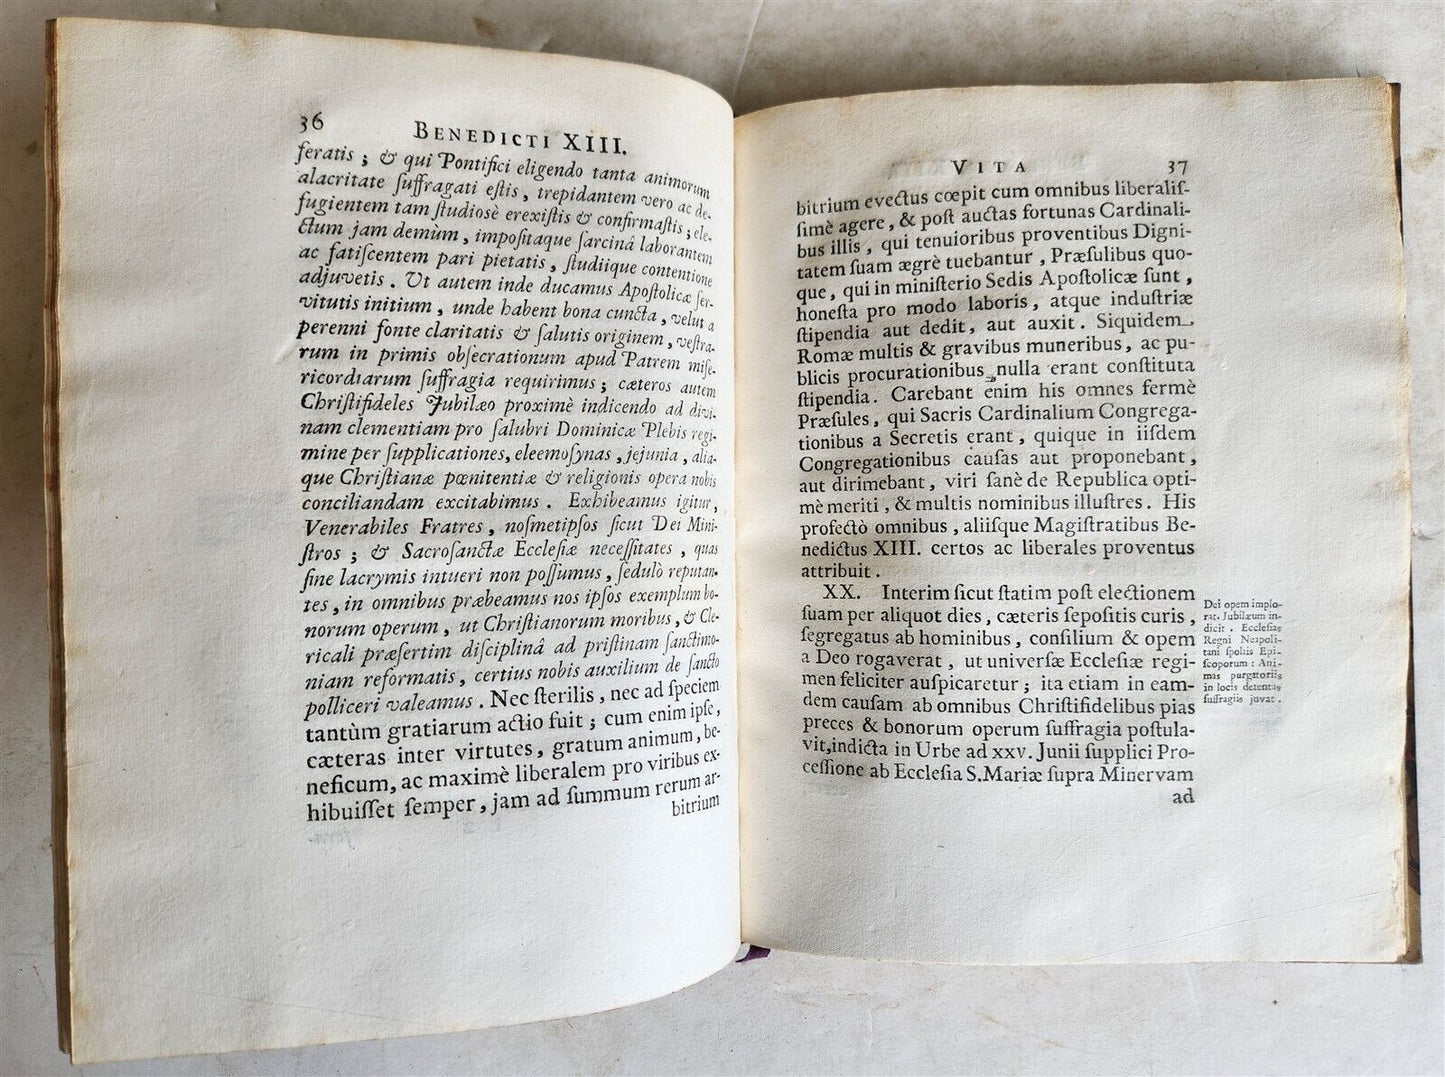 36
BENEDICTI XIII.
feratis ; & qui Pontifici eligendo tanta animorum
alacritate ſuffragati eſtis , trepidantem vero ac de-
fugientem tam ſtudiosè erexiſtis & confirmaſtis ; ele-
ctum jam demùm , impoſitaque ſarcinâ laborantem
ac fatiſcentem pari pietatis , ſtudiique contentione
adjuvetis . Ut autem inde ducamus Apoſtolicæ ſer-
vitutis initium , unde habent bona cuncta , velut a
perenni fonte claritatis & ſalutis originem , veſtra-
rum in primis obſecrationum apud Patrem miſe-
ricordiarum ſuffragia requirimus ; cæteros autem
Chriſtifideles Jubilæo proximè indicendo ad divi-
nam clementiam pro ſalubri Dominicæ Plebis regi-
mine per ſupplicationes, eleemoſynas , jejunia , alia-
que Chriſtianæ pœnitentiæ & religionis opera nobis
conciliandam excitabimus . Exhibeamus igitur,
Venerabiles Fratres , noſmetipſos ſicut Dei Mini-
ſtros ; & Sacroſanctæ Eccleſiæ neceſſitates , quas
ſine lacrymis intueri non poſſumus , ſedulò reputan-
tes , in omnibus præbeamus nos ipſos exemplum bo-
norum operum , ut Chriſtianorum moribus , & Cle-
ricali præſertim diſciplinâ ad priſtinam ſanctimo-
niam reformatis , certius nobis auxilium de ſancto
polliceri valeamus . Nec ſterilis , nec ad ſpeciem
tantùm gratiarum actio fuit ; cum enim ipſe ,
cæteras inter virtutes , gratum animum , be-
neficum, ac maximè liberalem pro viribus ex-
hibuiſſet ſemper , jam ad ſummum rerum ar-
bitrium
VITA 37
bitrium evectus cœpit cum omnibus liberaliſ-
ſimè agere , & poſt auctas fortunas Cardinali-
bus illis , qui tenuioribus proventibus Digni-
tatem ſuam ægrè tuebantur , Præſulibus quo-
que , qui in miniſterio Sedis Apoſtolicæ ſunt ,
honeſta pro modo laboris , atque induſtriæ
ſtipendia aut dedit , aut auxit . Siquidem
Romæ multis & gravibus muneribus , ac pu-
blicis procurationibus nulla erant conſtituta
ſtipendia . Carebant enim his omnes fermè
Præſules , qui Sacris Cardinalium Congrega-
tionibus a Secretis erant , quique in iiſdem
Congregationibus cauſas aut proponebant ,
aut dirimebant , viri ſanè de Republica opti-
mè meriti , & multis nominibus illuſtres . His
profectò omnibus , aliiſque Magiſtratibus Be-
nedictus XIII. certos ac liberales proventus
attribuit .
XX. Interim ſicut ſtatim poſt electionem
ſuam per aliquot dies , cæteris ſepoſitis curis ,
ſegregatus ab hominibus , conſilium & opem
a Deo rogaverat , ut univerſæ Eccleſiæ regi-
men feliciter auſpicaretur ; ita etiam in eam-
dem cauſam ab omnibus Chriſtifidelibus pias
preces & bonorum operum ſuffragia poſtula-
vit, indicta in Urbe ad xxv. Junii ſupplici Pro-
ceſſione ab Eccleſia S. Mariæ ſupra Minervam
ad
Dei opem implo-
rat. Jubilæum in-
dicit . Eccleſias
Regni Neapoli-
tani ſpoliis Epi-
ſcoporum : Ani-
mas purgatoriis
in locis detentas
ſuffragiis juvat .